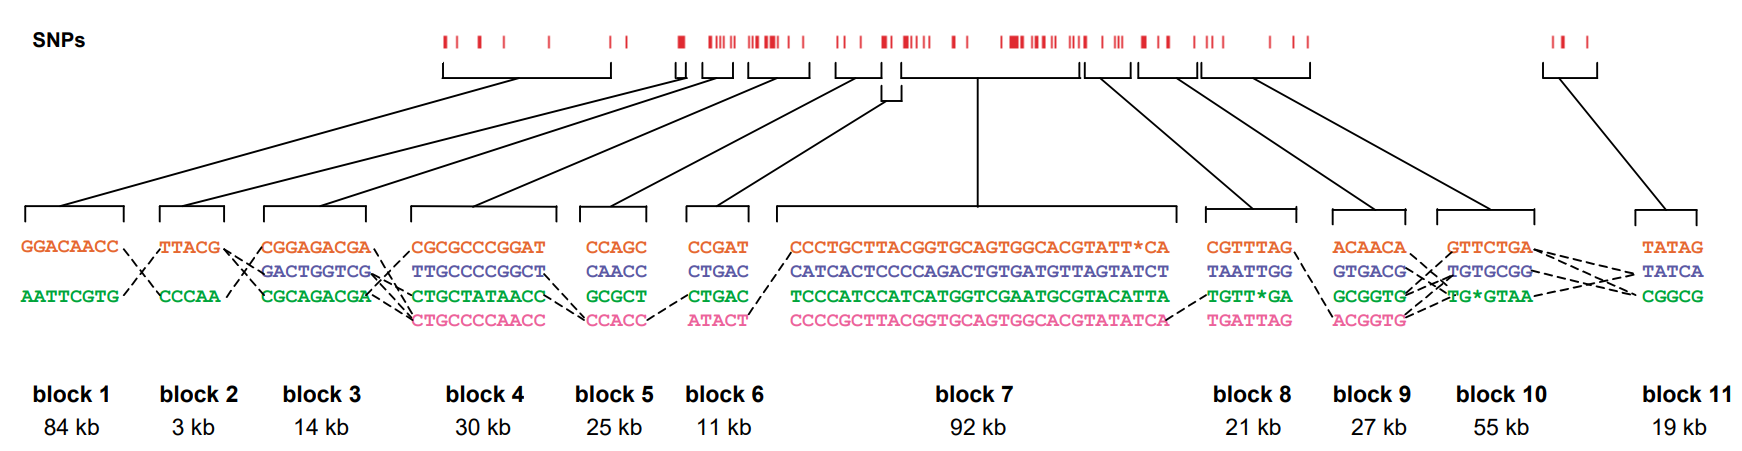 SNPs
GGACAACC TTACG CGGAGACGA CGCGCCCGGAT CCAGC CCGAT CCCTGCTTACGGTGCAGTGGCACGTATT*CA CGTTTAG ACAACA GTTCTGA TATAG
GACTGGTCG TTGCCCCGGCT CAACC CTGAC CATCACTCCCCAGACTGTGATGTTAGTATCT TAATTGG GTGACG TGTGCGG TATCA
AATTCGTG CCCAA CGCAGACGA CTGCTATAACC GCGCT CTGAC TCCCATCCATCATGGTCGAATGCGTACATTA TGTT*GA GCGGTG TG*GTAA CGGCG
CTGCCCCAACC CCACC ATACT CCCCGCTTACGGTGCAGTGGCACGTATATCA TGATTAG ACGGTG
block 1 block 2 block 3 block 4 block 5 block 6 block 7 block 8 block 9 block 10 block 11
84 kb 3 kb 14 kb 30 kb 25 kb 11 kb 92 kb 21 kb 27 kb 55 kb 19 kb